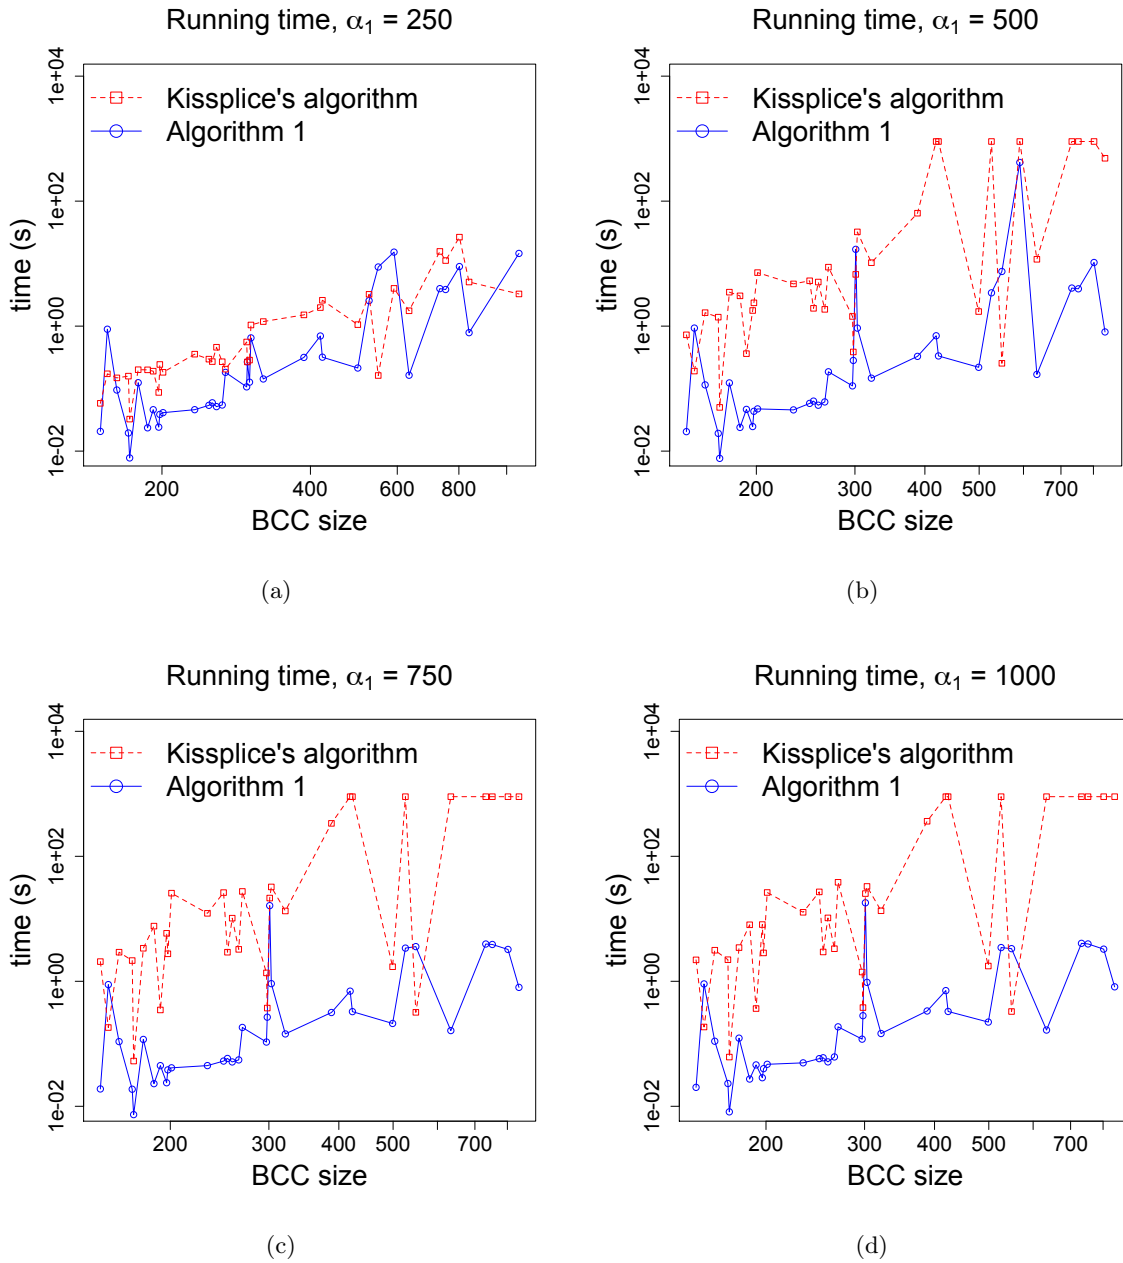 Running time, α1 = 250
1e+04
1e+02
1e+00
1e-02
time (s)
Kissplice's algorithm
Algorithm 1
200 400 600 800
BCC size
(a)
Running time, α1 = 500
1e+04
1e+02
1e+00
1e-02
time (s)
Kissplice's algorithm
Algorithm 1
200 300 400 500 700
BCC size
(b)
Running time, α1 = 750
1e+04
1e+02
1e+00
1e-02
time (s)
Kissplice's algorithm
Algorithm 1
200 300 400 500 700
BCC size
(c)
Running time, α1 = 1000
1e+04
1e+02
1e+00
1e-02
time (s)
Kissplice's algorithm
Algorithm 1
200 300 400 500 700
BCC size
(d)